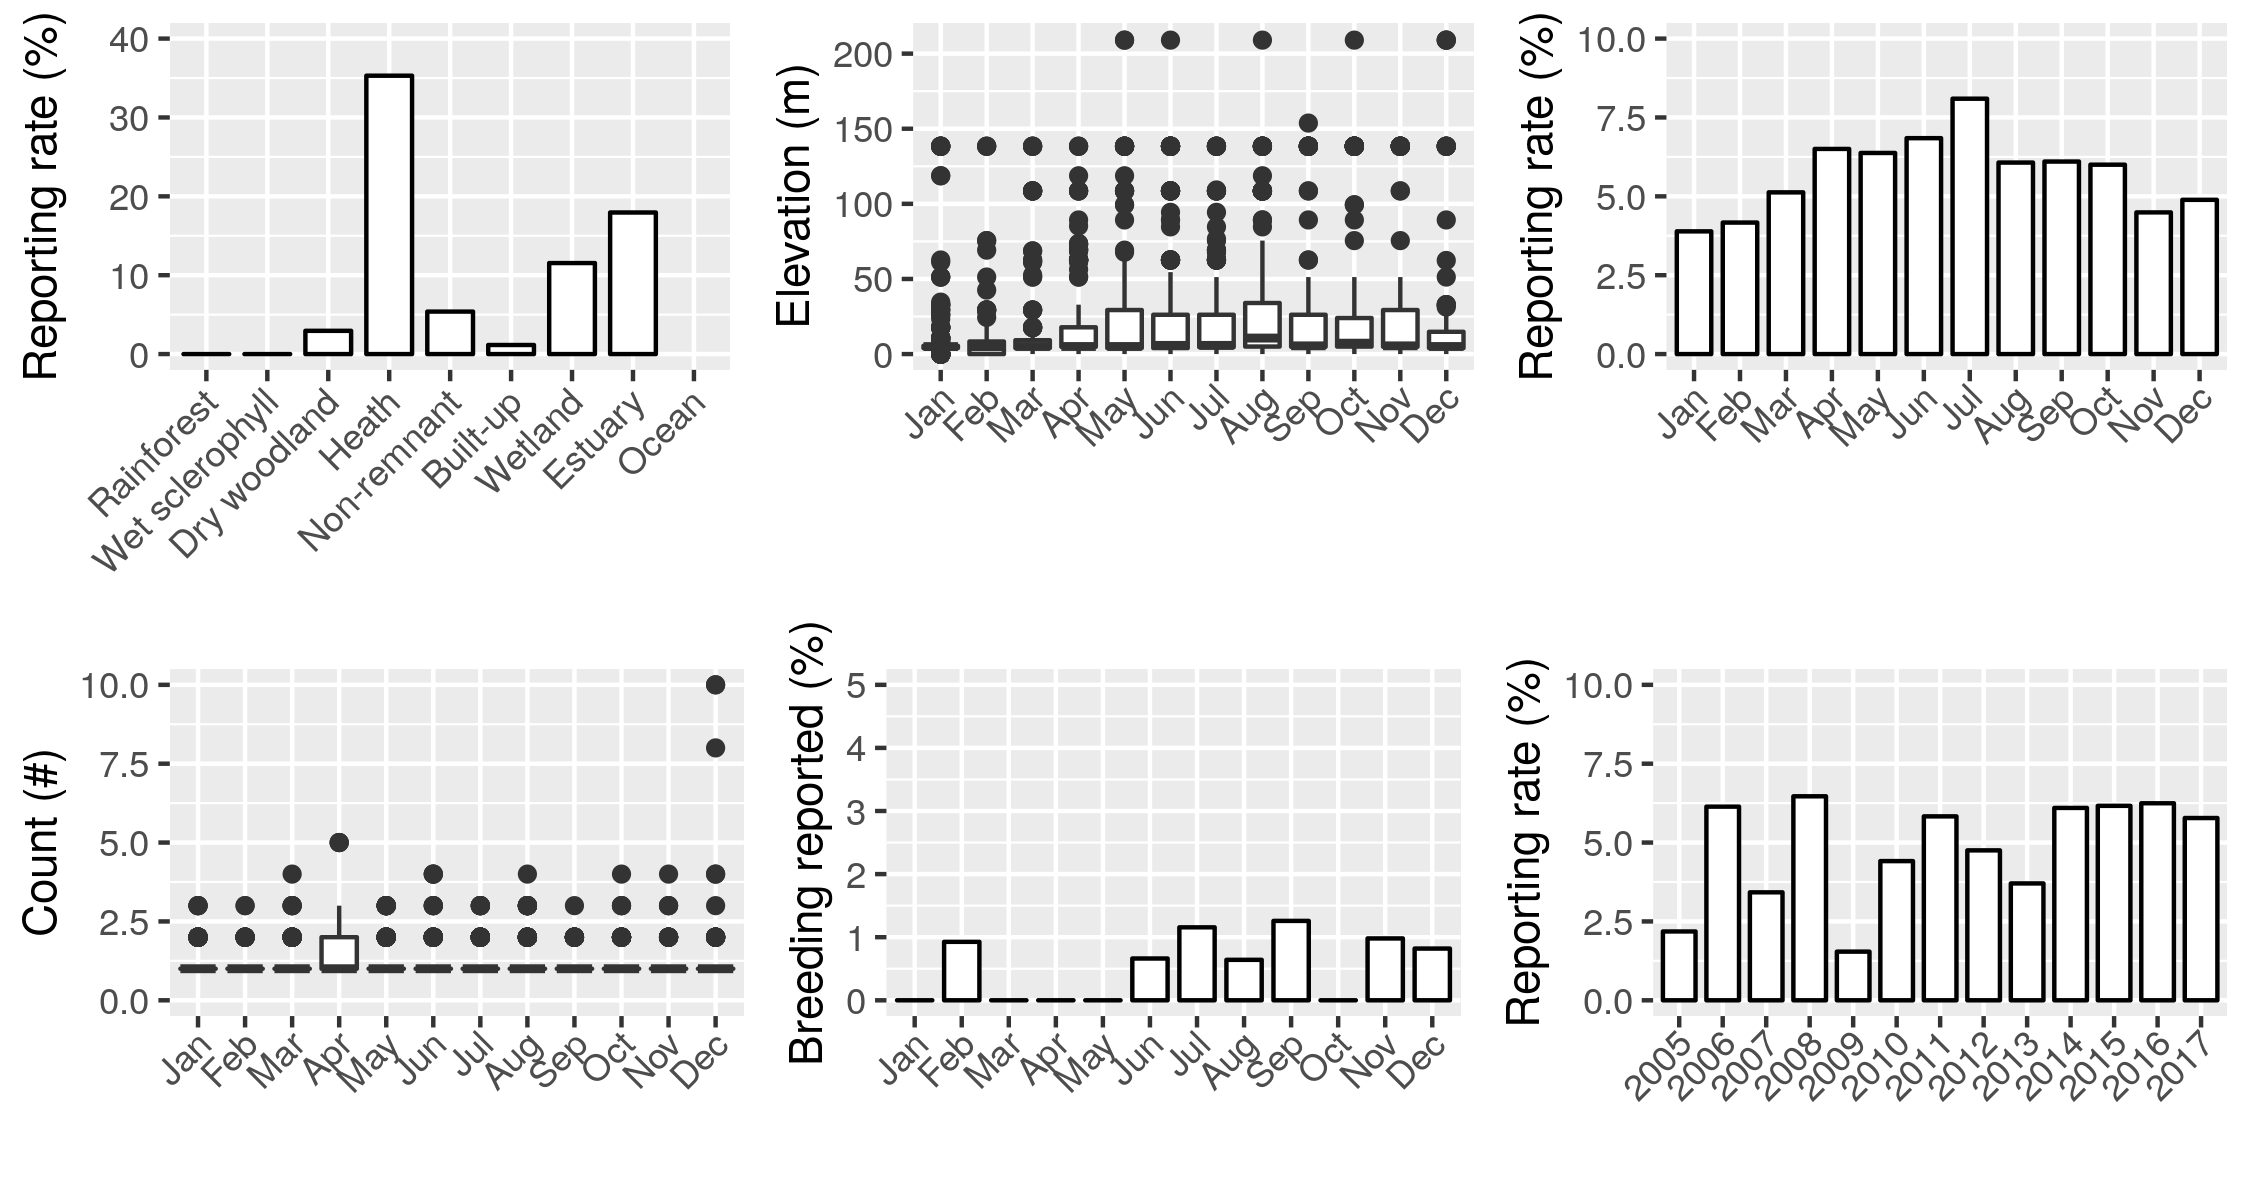 Reporting rate (%)
40
30
20
10
0
Rainforest
Wet sclerophyll
Dry woodland
Heath
Non-remnant
Built-up
Wetland
Estuary
Ocean
Elevation (m)
200
150
100
50
0
Jan
Feb
Mar
Apr
May
Jun
Jul
Aug
Sep
Oct
Nov
Dec
Reporting rate (%)
10.0
7.5
5.0
2.5
0.0
Jan
Feb
Mar
Apr
May
Jun
Jul
Aug
Sep
Oct
Nov
Dec
Count (#)
10.0
7.5
5.0
2.5
0.0
Jan
Feb
Mar
Apr
May
Jun
Jul
Aug
Sep
Oct
Nov
Dec
Breeding reported (%)
5
4
3
2
1
0
Jan
Feb
Mar
Apr
May
Jun
Jul
Aug
Sep
Oct
Nov
Dec
Reporting rate (%)
10.0
7.5
5.0
2.5
0.0
2005
2006
2007
2008
2009
2010
2011
2012
2013
2014
2015
2016
2017